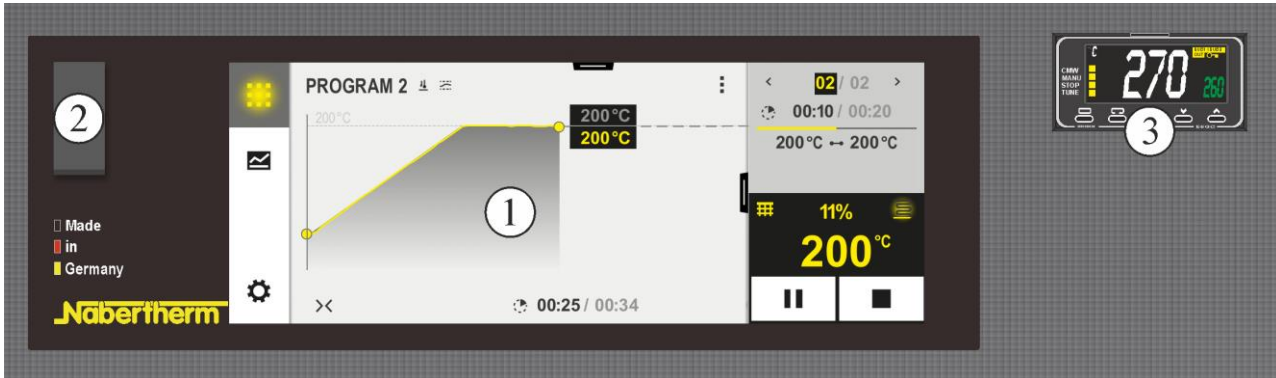 PROGRAM 2
200°C
200°C
200°C
00:25 / 00:34
< 02 / 02 >
00:10 / 00:20
200°C ↔ 200°C
11%
200°C
2
1
Made
in
Germany
Nabertherm
C
270
260
CMW
MANU
STOP
TUNE
3